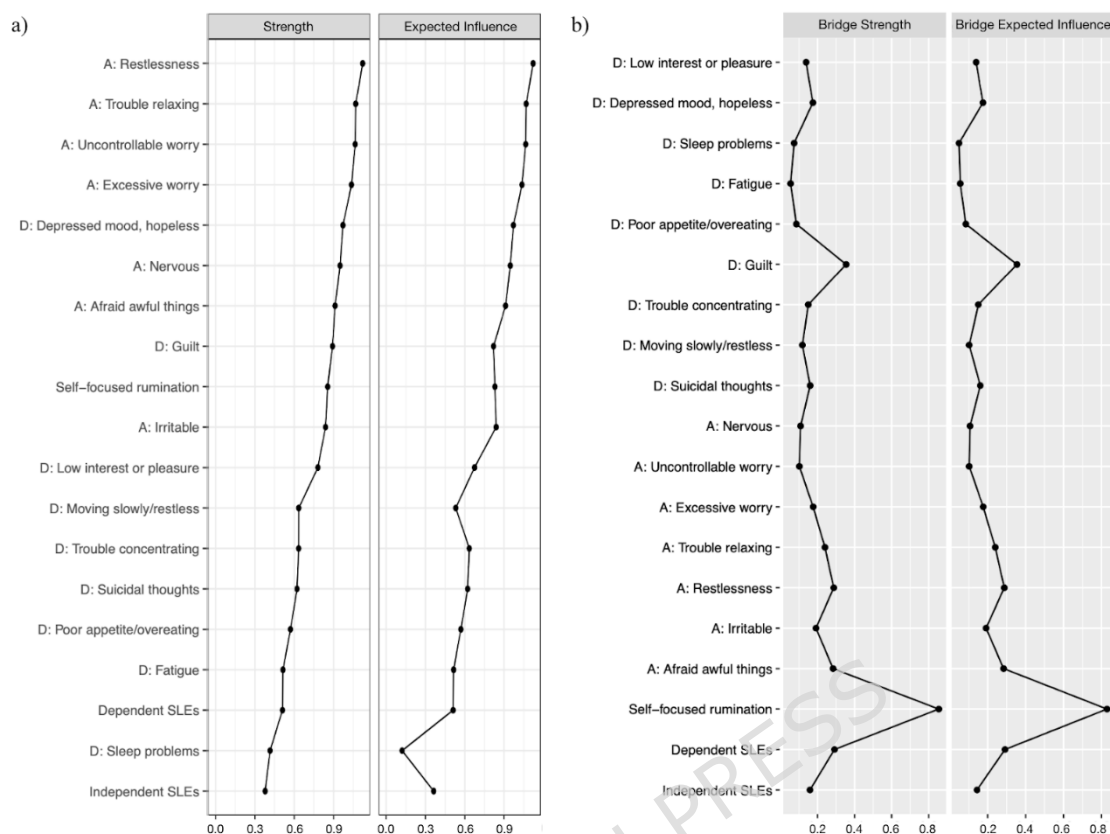 a)
Strength
Expected Influence
A: Restlessness
A: Trouble relaxing
A: Uncontrollable worry
A: Excessive worry
D: Depressed mood, hopeless
A: Nervous
A: Afraid awful things
D: Guilt
Self−focused rumination
A: Irritable
D: Low interest or pleasure
D: Moving slowly/restless
D: Trouble concentrating
D: Suicidal thoughts
D: Poor appetite/overeating
D: Fatigue
Dependent SLEs
D: Sleep problems
Independent SLEs
0.0 0.3 0.6 0.9
0.0 0.3 0.6 0.9
b)
Bridge Strength
Bridge Expected Influence
D: Low interest or pleasure
D: Depressed mood, hopeless
D: Sleep problems
D: Fatigue
D: Poor appetite/overeating
D: Guilt
D: Trouble concentrating
D: Moving slowly/restless
D: Suicidal thoughts
A: Nervous
A: Uncontrollable worry
A: Excessive worry
A: Trouble relaxing
A: Restlessness
A: Irritable
A: Afraid awful things
Self−focused rumination
Dependent SLEs
Independent SLEs
0.2 0.4 0.6 0.8
0.2 0.4 0.6 0.8
PRESS